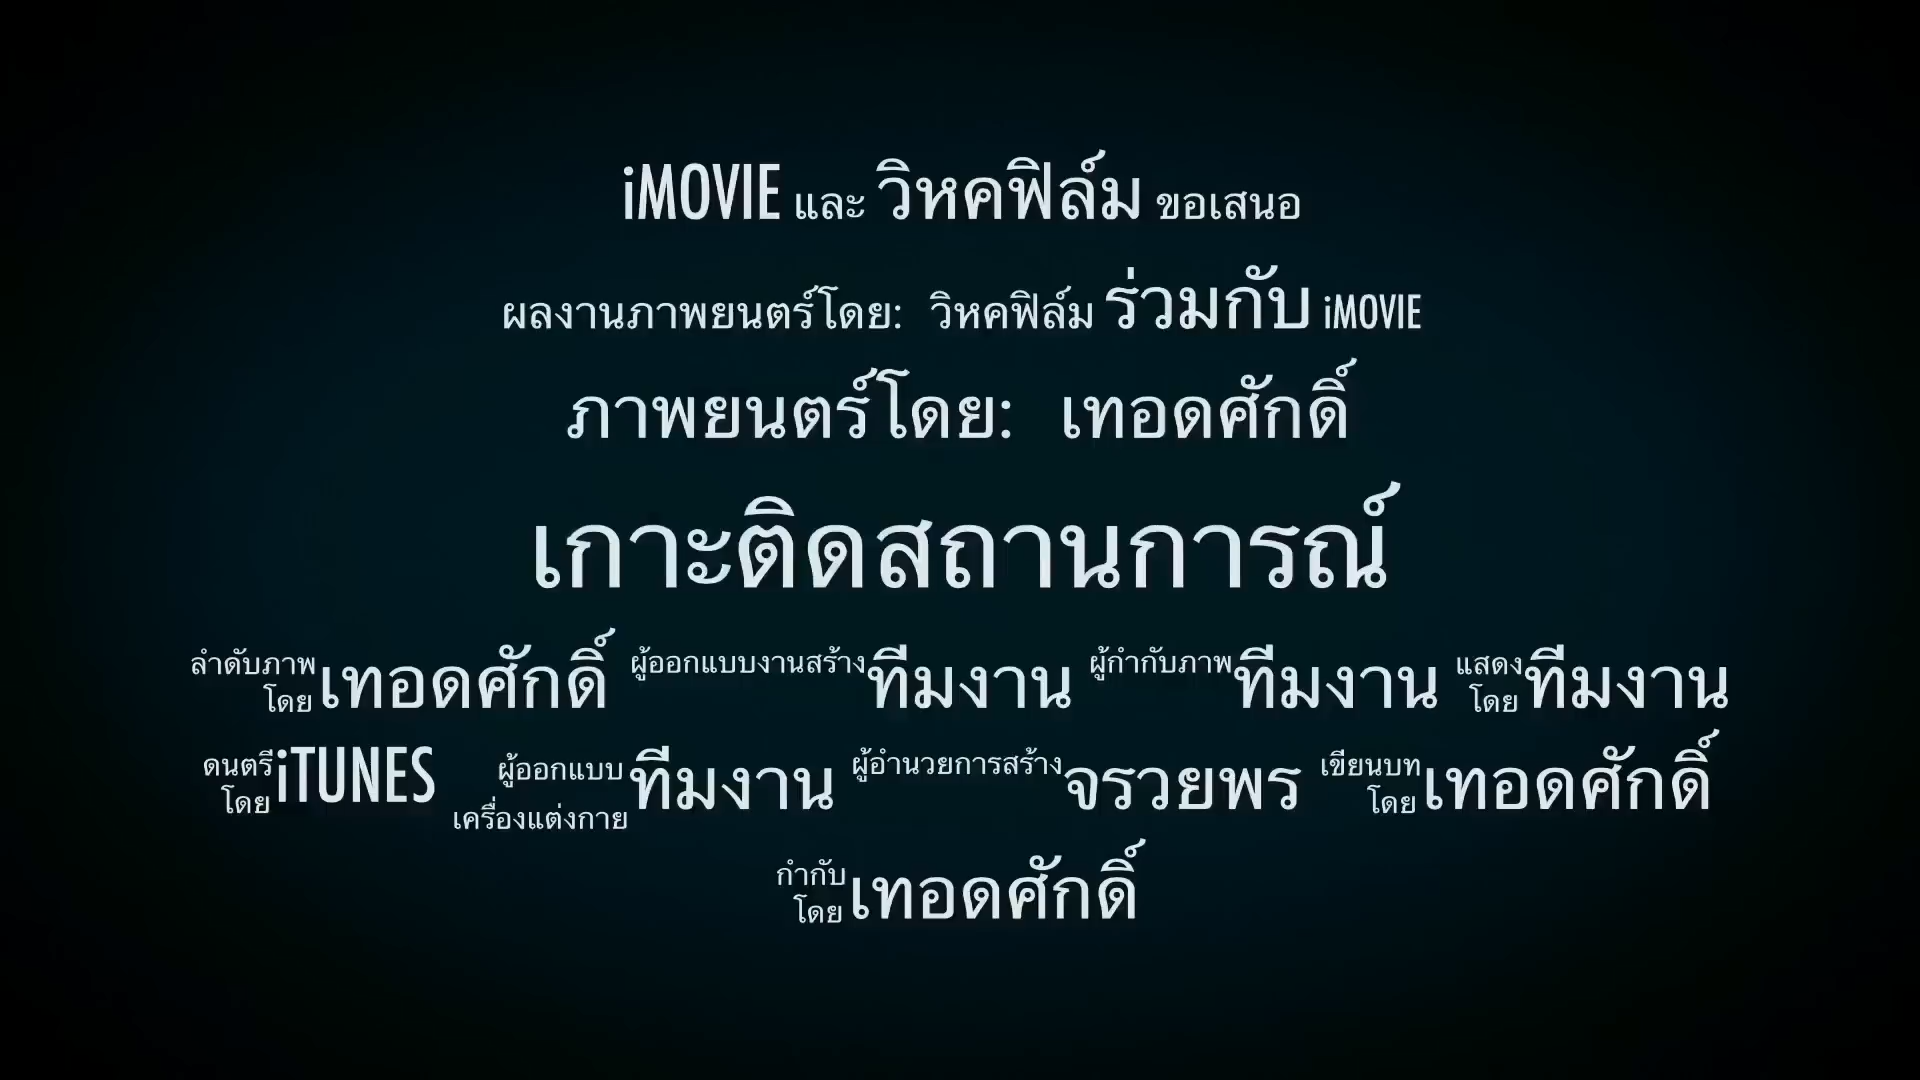 iMOVIE และ วิหคฟิล์ม ขอเสนอ
ผลงานภาพยนตร์โดย: วิหคฟิล์ม ร่วมกับ iMOVIE
ภาพยนตร์โดย: เทอดศักดิ์
เกาะติดสถานการณ์
ลำดับภาพโดย เทอดศักดิ์ ผู้ออกแบบงานสร้าง ทีมงาน ผู้กำกับภาพ ทีมงาน แสดงโดย ทีมงาน
ดนตรีโดย iTUNES ผู้ออกแบบเครื่องแต่งกาย ทีมงาน ผู้อำนวยการสร้าง จรวยพร เขียนบทโดย เทอดศักดิ์
กำกับโดย เทอดศักดิ์